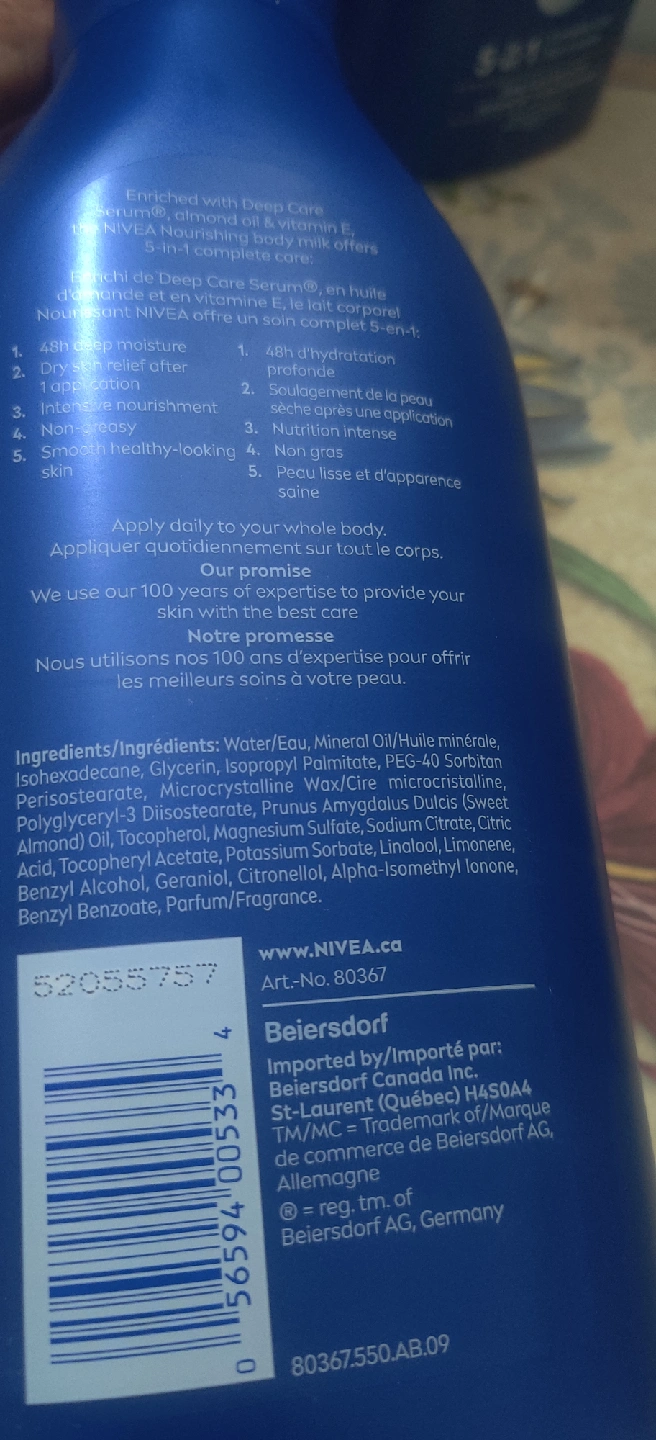 Enriched with Deep Care
Serum®, almond oil & vitamin E,
the NIVEA Nourishing body milk offers
5-in-1 complete care:
Enrichi de Deep Care Serum®, en huile
d'amande et en vitamine E, le lait corporel
Nourrissant NIVEA offre un soin complet 5-en-1:
1. 48h deep moisture
2. Dry skin relief after
1 application
3. Intensive nourishment
4. Non-greasy
5. Smooth healthy-looking
skin
1. 48h d'hydratation
profonde
2. Soulagement de la peau
sèche après une application
3. Nutrition intense
4. Non gras
5. Peau lisse et d'apparence
saine
Apply daily to your whole body.
Appliquer quotidiennement sur tout le corps.
Our promise
We use our 100 years of expertise to provide your
skin with the best care
Notre promesse
Nous utilisons nos 100 ans d'expertise pour offrir
les meilleurs soins à votre peau.
Ingredients/Ingrédients: Water/Eau, Mineral Oil/Huile minérale,
Isohexadecane, Glycerin, Isopropyl Palmitate, PEG-40 Sorbitan
Perisostearate, Microcrystalline Wax/Cire microcristalline,
Polyglyceryl-3 Diisostearate, Prunus Amygdalus Dulcis (Sweet
Almond) Oil, Tocopherol, Magnesium Sulfate, Sodium Citrate, Citric
Acid, Tocopheryl Acetate, Potassium Sorbate, Linalool, Limonene,
Benzyl Alcohol, Geraniol, Citronellol, Alpha-Isomethyl Ionone,
Benzyl Benzoate, Parfum/Fragrance.
52055757
0 56594 00533 4
www.NIVEA.ca
Art.-No. 80367
Beiersdorf
Imported by/Importé par:
Beiersdorf Canada Inc.
St-Laurent (Québec) H4S0A4
TM/MC = Trademark of/Marque
de commerce de Beiersdorf AG,
Allemagne
® = reg. tm. of
Beiersdorf AG, Germany
80367.550.AB.09